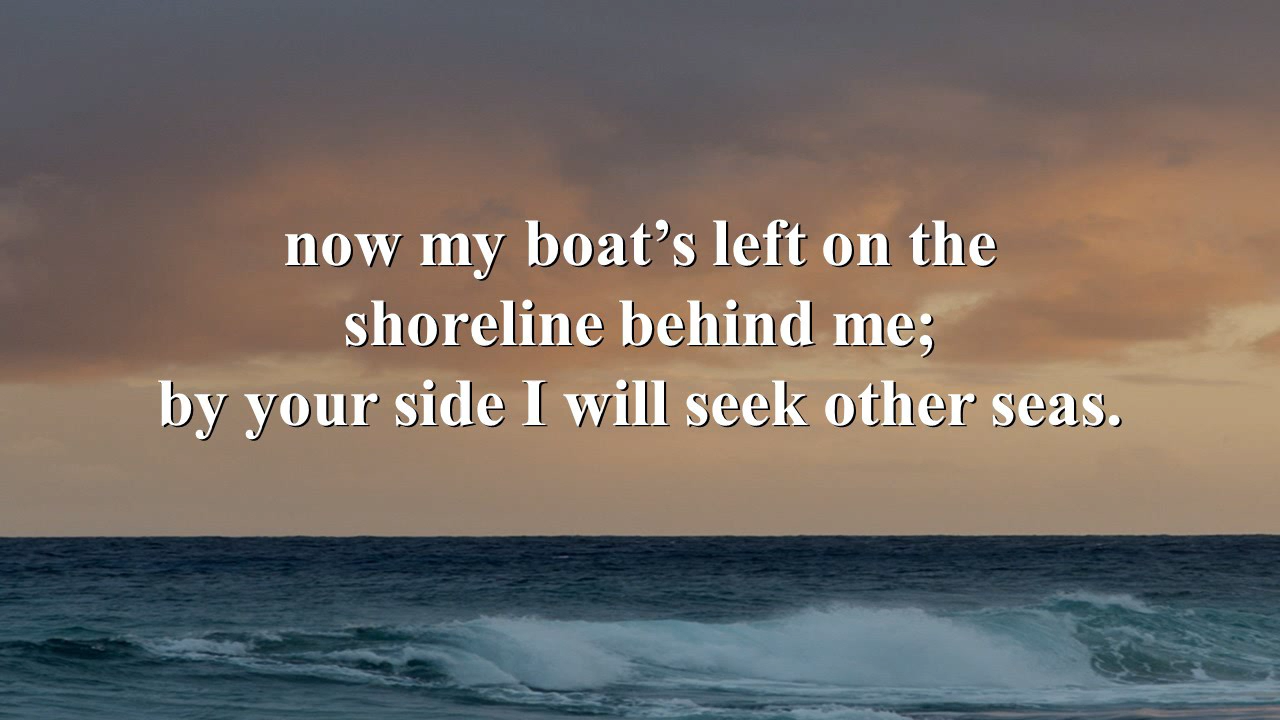 now my boat’s left on the
shoreline behind me;
by your side I will seek other seas.